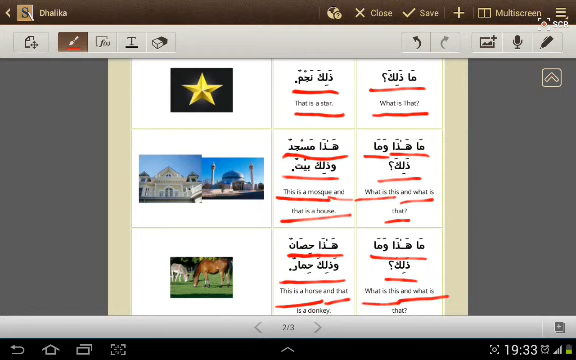 Dhalika
Close
Save
Multiscreen
SCR
f(x)
T
مَا ذَلِكَ؟
ذَلِكَ نَجْمٌ.
What is That?
That is a star.
مَا هَـٰذَا وَمَا
ذَلِكَ؟
هَـٰذَا مَسْجِدٌ
وَذَلِكَ بَيْتٌ.
What is this and what is
that?
This is a mosque and
that is a house.
مَا هَـٰذَا وَمَا
ذَلِكَ؟
هَـٰذَا حِصَانٌ
وَذَلِكَ حِمَارٌ.
What is this and what is
that?
This is a horse and that
is a donkey.
2/3
19:33